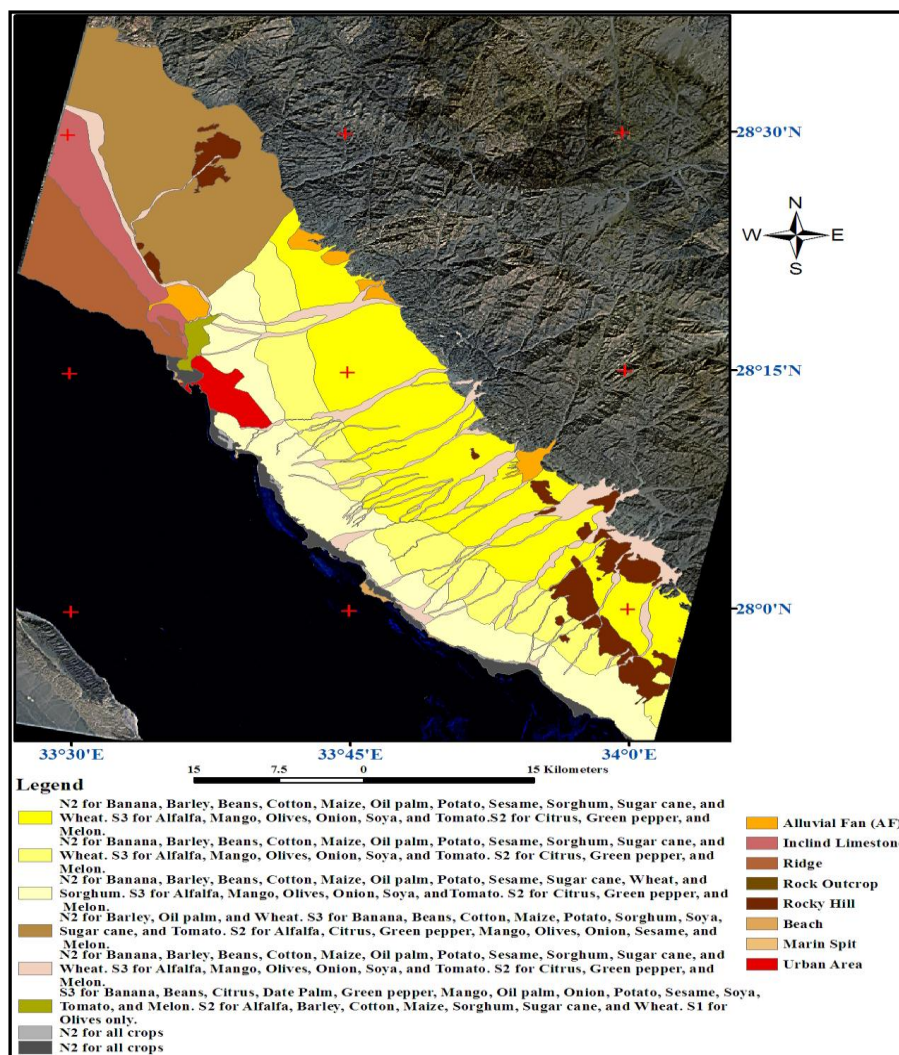 28°30'N
N
W E
S
28°15'N
28°0'N
33°30'E 33°45'E 34°0'E
15 7.5 0 15 Kilometers
Legend
N2 for Banana, Barley, Beans, Cotton, Maize, Oil palm, Potato, Sesame, Sorghum, Sugar cane, and
Wheat. S3 for Alfalfa, Mango, Olives, Onion, Soya, and Tomato.S2 for Citrus, Green pepper, and
Melon.
N2 for Banana, Barley, Beans, Cotton, Maize, Oil palm, Potato, Sesame, Sorghum, Sugar cane, and
Wheat. S3 for Alfalfa, Mango, Olives, Onion, Soya, and Tomato. S2 for Citrus, Green pepper, and
Melon.
N2 for Banana, Barley, Beans, Cotton, Maize, Oil palm, Potato, Sesame, Sugar cane, Wheat, and
Sorghum. S3 for Alfalfa, Mango, Olives, Onion, Soya, andTomato. S2 for Citrus, Green pepper, and
Melon.
N2 for Barley, Oil palm, and Wheat. S3 for Banana, Beans, Cotton, Maize, Potato, Sorghum, Soya,
Sugar cane, and Tomato. S2 for Alfalfa, Citrus, Green pepper, Mango, Olives, Onion, Sesame, and
Melon.
N2 for Banana, Barley, Beans, Cotton, Maize, Oil palm, Potato, Sesame, Sorghum, Sugar cane, and
Wheat. S3 for Alfalfa, Mango, Olives, Onion, Soya, and Tomato. S2 for Citrus, Green pepper, and
Melon.
S3 for Banana, Beans, Citrus, Date Palm, Green pepper, Mango, Oil palm, Onion, Potato, Sesame, Soya,
Tomato, and Melon. S2 for Alfalfa, Barley, Cotton, Maize, Sorghum, Sugar cane, and Wheat. S1 for
Olives only.
N2 for all crops
N2 for all crops
Alluvial Fan (AF)
Inclind Limestone
Ridge
Rock Outcrop
Rocky Hill
Beach
Marin Spit
Urban Area